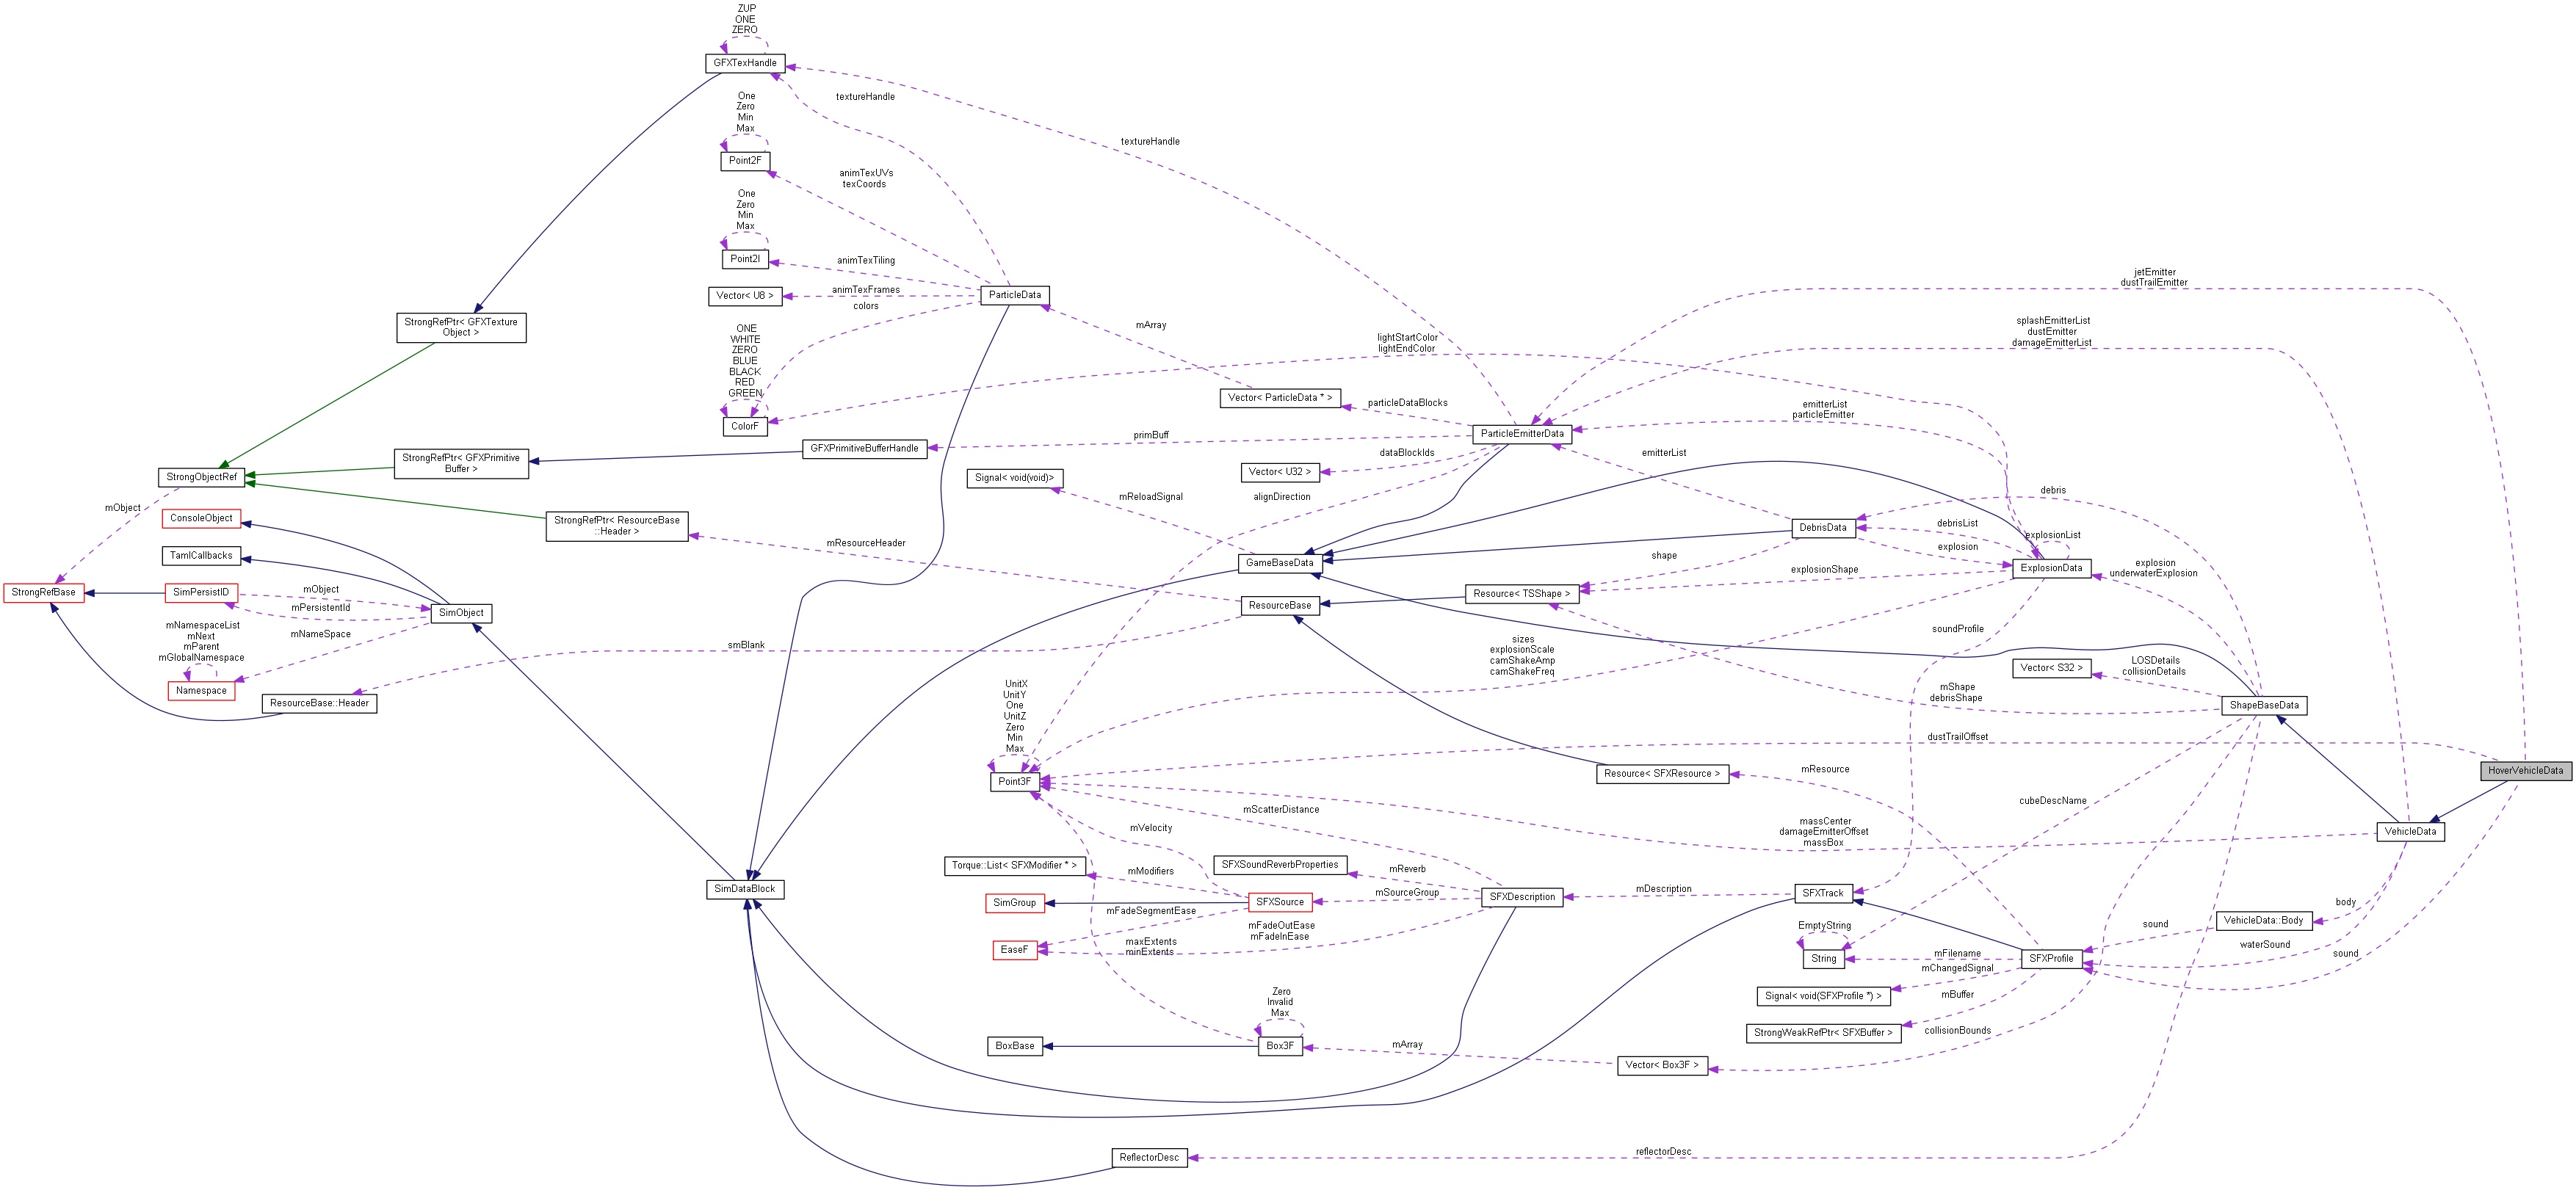 ZUP
ONE
ZERO
GFXTexHandle
textureHandle
One
Zero
Min
Max
Point2F
animTexUVs
texCoords
textureHandle
One
Zero
Min
Max
Point2I
animTexTiling
Vector< U8 >
animTexFrames
ParticleData
colors
jetEmitter
dustTrailEmitter
StrongRefPtr< GFXTexture
Object >
ONE
WHITE
ZERO
BLUE
BLACK
RED
GREEN
ColorF
mArray
lightStartColor
lightEndColor
splashEmitterList
dustEmitter
damageEmitterList
Vector< ParticleData * >
particleDataBlocks
emitterList
particleEmitter
ParticleEmitterData
GFXPrimitiveBufferHandle
primBuff
StrongRefPtr< GFXPrimitive
Buffer >
StrongObjectRef
Signal< void(void)>
Vector< U32 >
dataBlockIds
emitterList
mReloadSignal
alignDirection
debris
mObject
ConsoleObject
StrongRefPtr< ResourceBase
::Header >
DebrisData
debrisList
explosionList
mResourceHeader
shape
explosion
TamlCallbacks
GameBaseData
explosionShape
ExplosionData
explosion
underwaterExplosion
StrongRefBase
SimPersistID
mObject
mPersistentId
SimObject
ResourceBase
Resource< TSShape >
mNamespaceList
mNext
mParent
mGlobalNamespace
mNameSpace
smBlank
sizes
explosionScale
camShakeAmp
camShakeFreq
soundProfile
Vector< S32 >
LOSDetails
collisionDetails
Namespace
ResourceBase::Header
UnitX
UnitY
One
UnitZ
Zero
Min
Max
Point3F
mShape
debrisShape
ShapeBaseData
dustTrailOffset
Resource< SFXResource >
mResource
HoverVehicleData
cubeDescName
mScatterDistance
mVelocity
massCenter
damageEmitterOffset
massBox
VehicleData
Torque::List< SFXModifier * >
mModifiers
SFXSoundReverbProperties
mReverb
SimDataBlock
SimGroup
SFXSource
mSourceGroup
SFXDescription
mDescription
SFXTrack
body
mFadeSegmentEase
EaseF
mFadeOutEase
mFadeInEase
maxExtents
minExtents
EmptyString
String
mFilename
VehicleData::Body
sound
waterSound
sound
SFXProfile
mChangedSignal
Signal< void(SFXProfile *) >
mBuffer
Zero
Invalid
Max
StrongWeakRefPtr< SFXBuffer >
collisionBounds
BoxBase
Box3F
mArray
Vector< Box3F >
ReflectorDesc
reflectorDesc